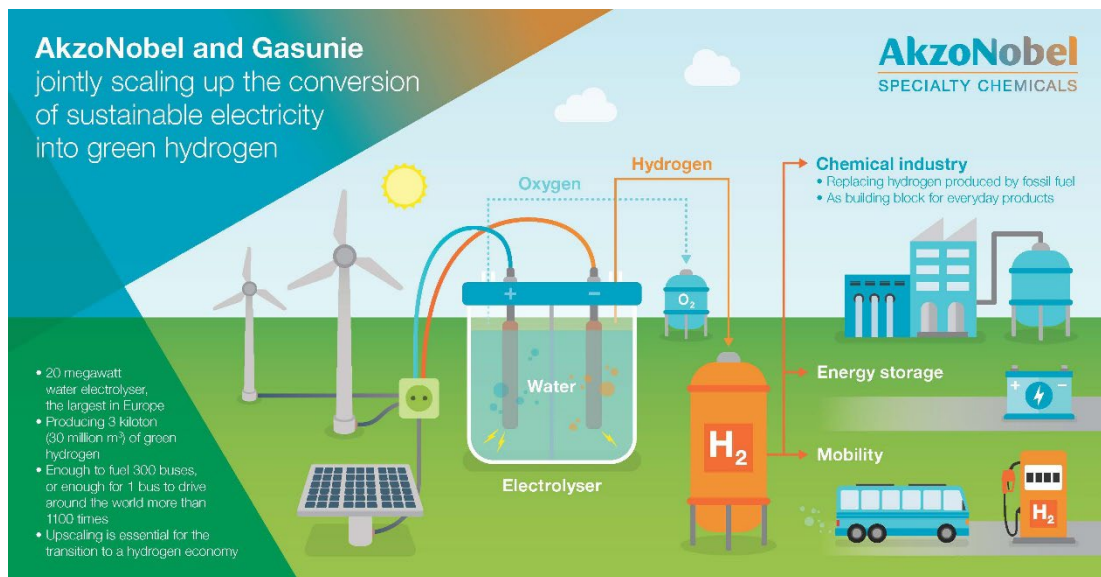 AkzoNobel and Gasunie
jointly scaling up the conversion
of sustainable electricity
into green hydrogen
AkzoNobel
SPECIALTY CHEMICALS
Hydrogen
Oxygen
Chemical industry
• Replacing hydrogen produced by fossil fuel
• As building block for everyday products
+
−
O₂
Water
Electrolyser
H₂
Energy storage
+ −
Mobility
H₂
• 20 megawatt
water electrolyser,
the largest in Europe
• Producing 3 kiloton
(30 million m³) of green
hydrogen
• Enough to fuel 300 buses,
or enough for 1 bus to drive
around the world more than
1100 times
• Upscaling is essential for the
transition to a hydrogen economy